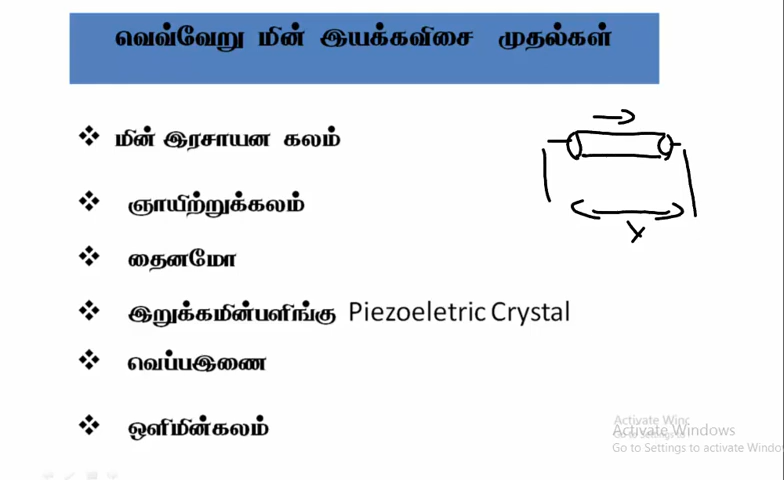 வெவ்வேறு மின் இயக்கவிசை முதல்கள்
மின் இரசாயன கலம்
ஞாயிற்றுக்கலம்
தைனமோ
இறுக்கமின்பளிங்கு Piezoeletric Crystal
வெப்பஇணை
ஒளிமின்கலம்
x
Activate Windows
Go to Settings to activate Windo